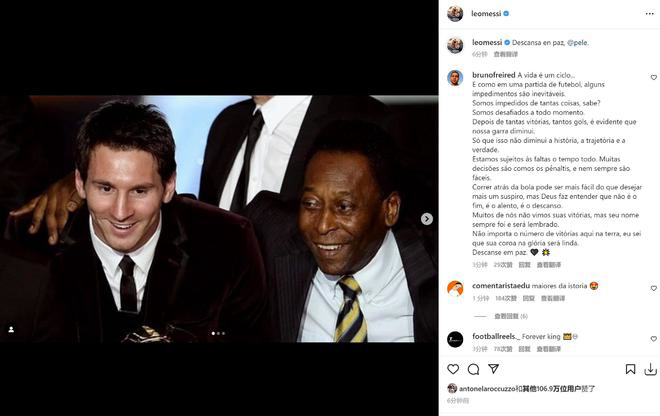 leomessi
leomessi Descansa en paz, @pele.
6分钟 查看翻译
brunofreired A vida é um ciclo...
E como em uma partida de futebol, alguns
impedimentos são inevitáveis.
Somos impedidos de tantas coisas, sabe?
Somos desafiados a todo momento.
Depois de tantas vitórias, tantos gols, é evidente que
nossa garra diminui.
Só que isso não diminui a história, a trajetória e a
verdade.
Estamos sujeitos às faltas o tempo todo. Muitas
decisões são comos os pênaltis, e nem sempre são
fáceis.
Correr atrás da bola pode ser mais fácil do que desejar
mais um suspiro, mas Deus faz entender que não é o
fim, é o alento, é o descanso.
Muitos de nós não vimos suas vitórias, mas seu nome
sempre foi e será lembrado.
Não importa o número de vitórias aqui na terra, eu sei
que sua coroa na glória será linda.
Descanse em paz. 🖤
3分钟 29次赞 回复 查看翻译
comentaristaedu maiores da istoria
1分钟 184次赞 回复 查看翻译
查看回复 (6)
footballreels._ Forever king
3分钟 78次赞 回复 查看翻译
antonelaroccuzzo和其他106.9万位用户赞了
6分钟前